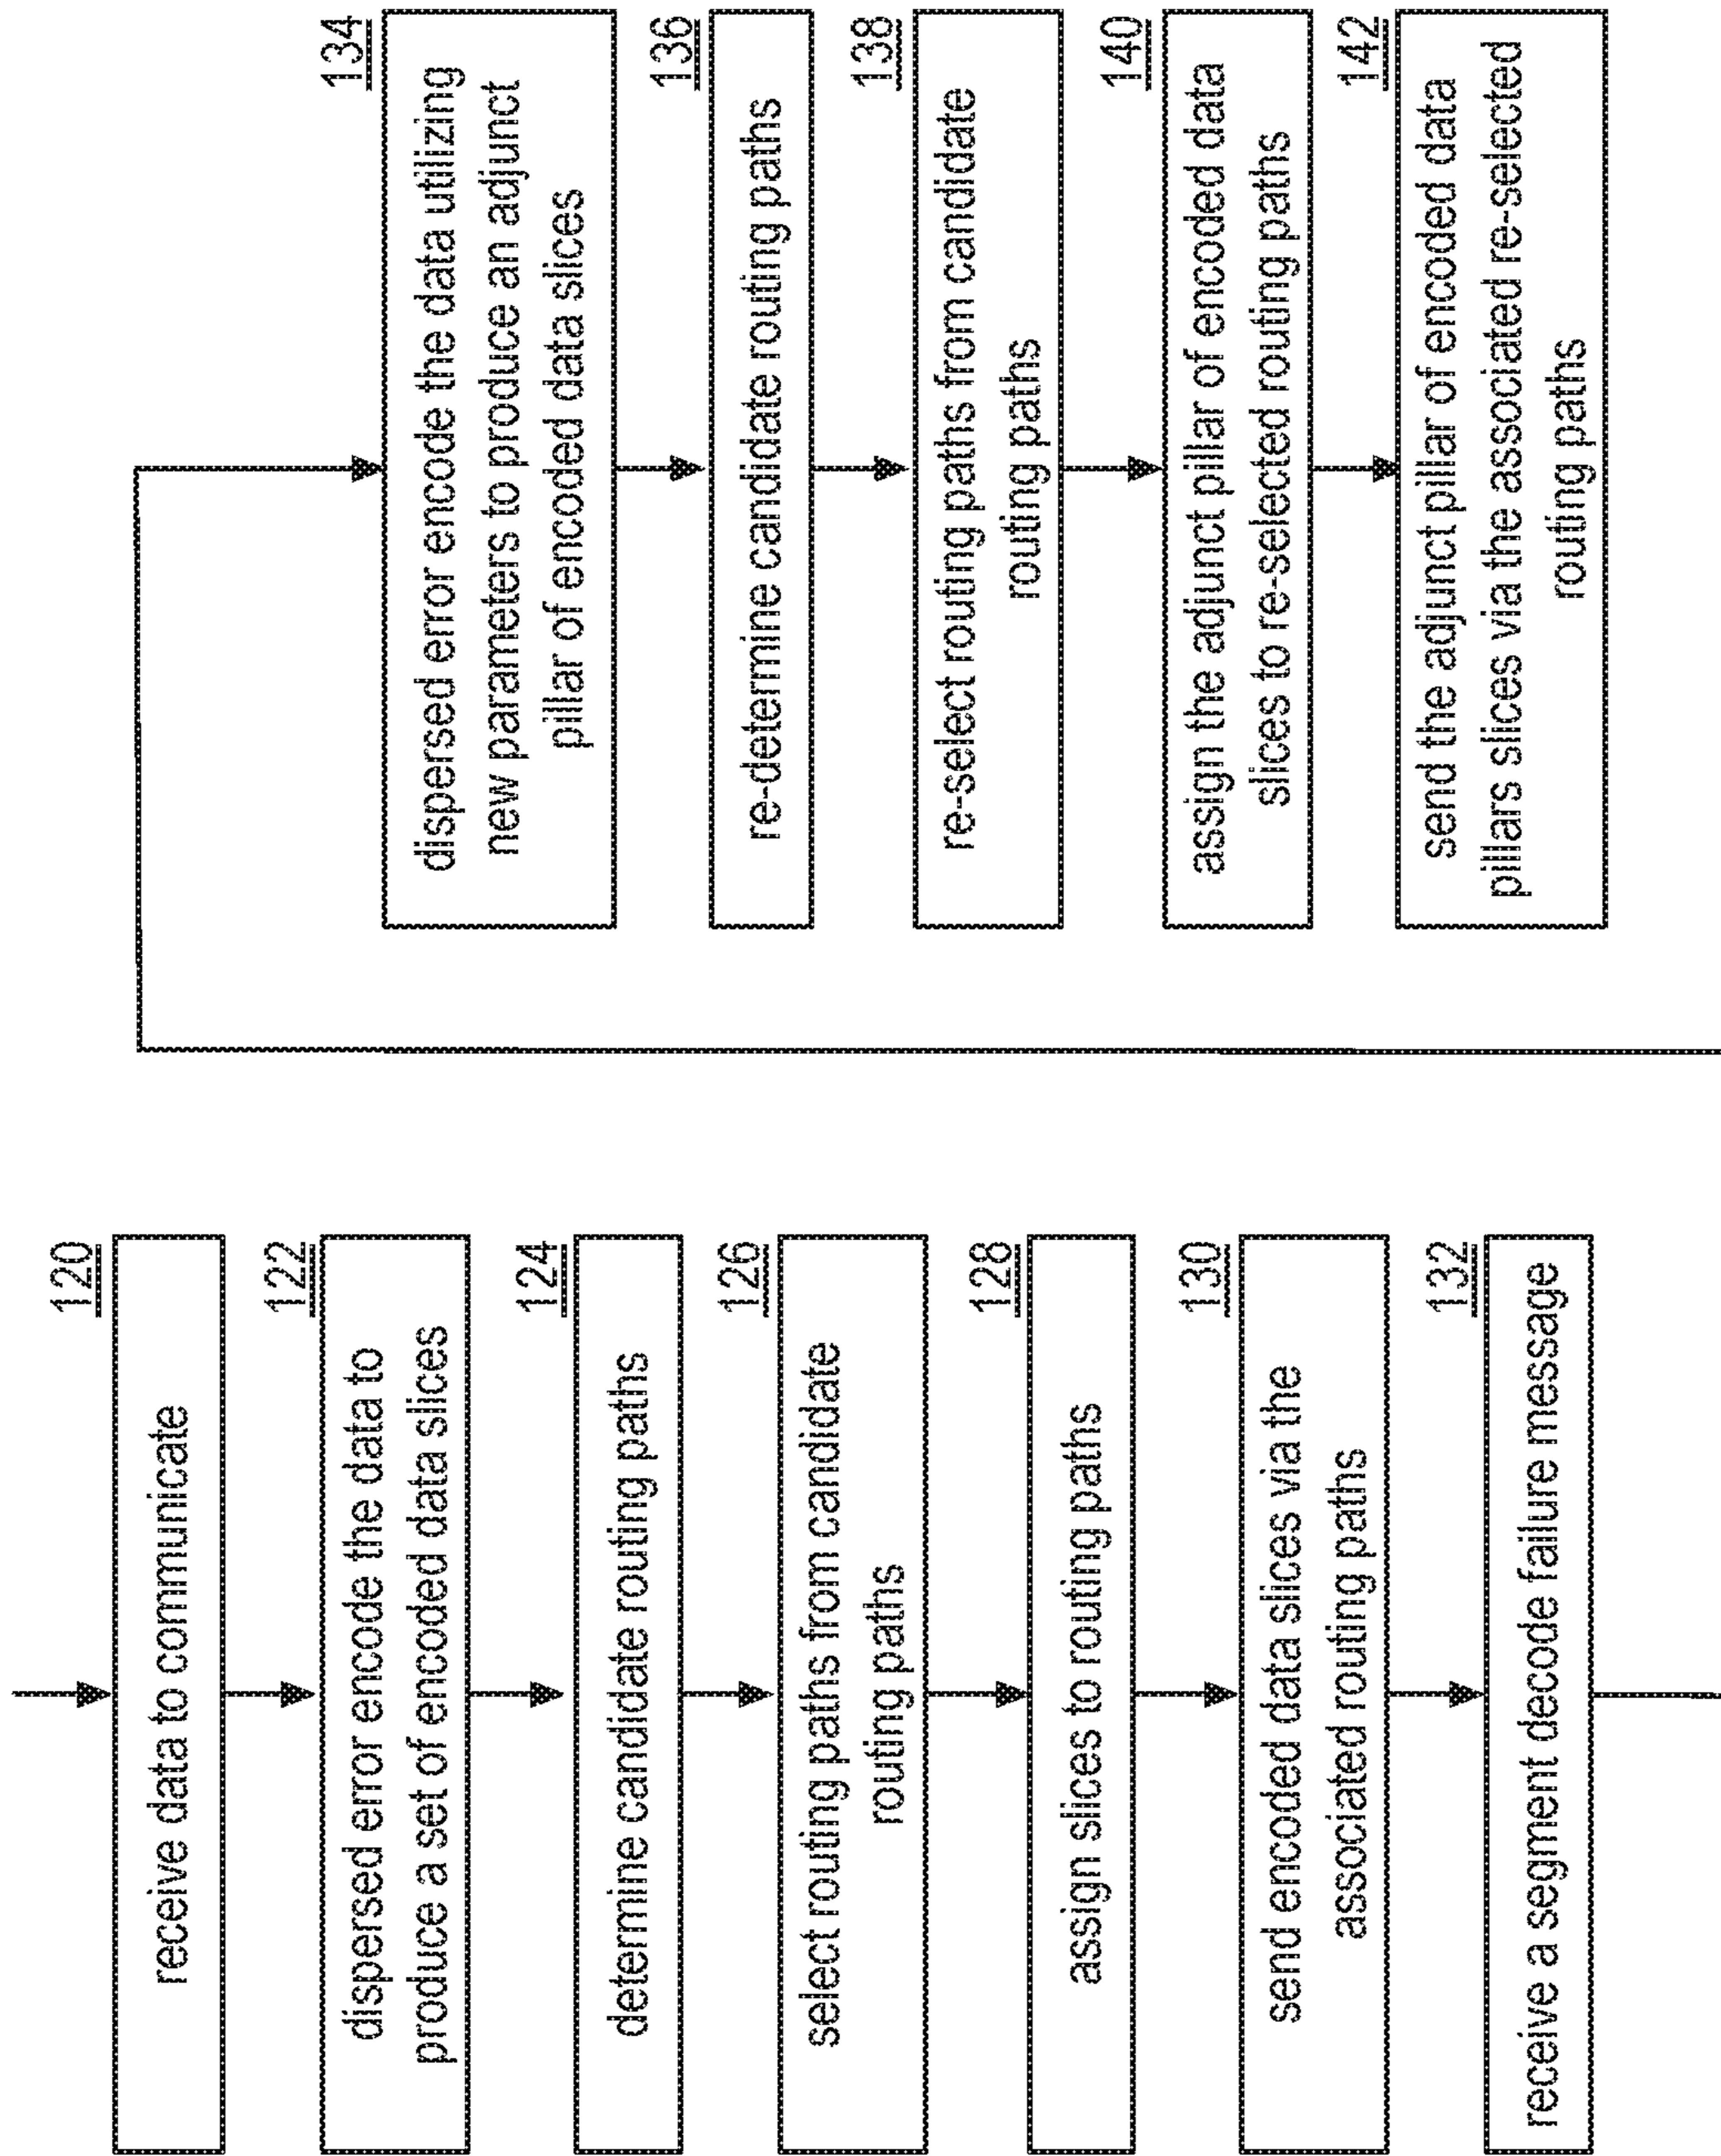 120
receive data to communicate
122
dispersed error encode the data to
produce a set of encoded data slices
124
determine candidate routing paths
126
select routing paths from candidate
routing paths
128
assign slices to routing paths
130
send encoded data slices via the
associated routing paths
132
receive a segment decode failure message
134
dispersed error encode the data utilizing
new parameters to produce an adjunct
pillar of encoded data slices
136
re-determine candidate routing paths
138
re-select routing paths from candidate
routing paths
140
assign the adjunct pillar of encoded data
slices to re-selected routing paths
142
send the adjunct pillar of encoded data
pillars slices via the associated re-selected
routing paths